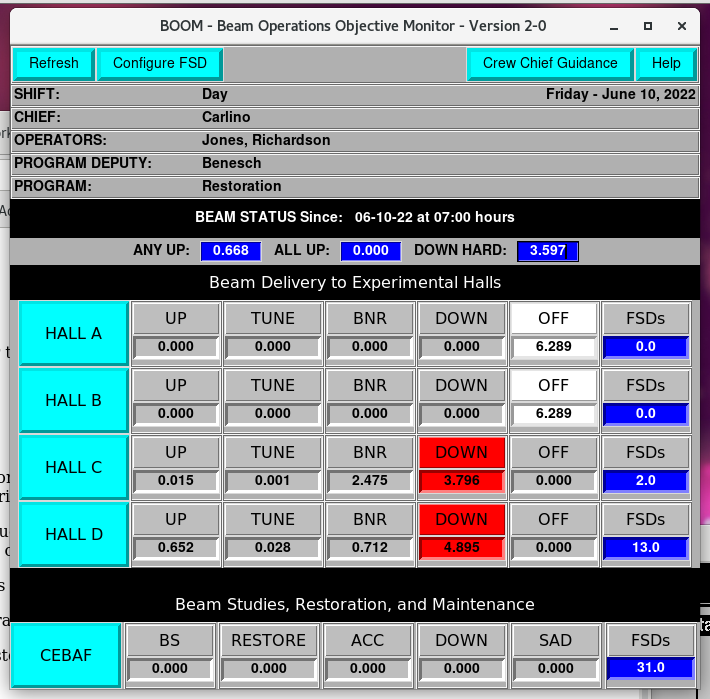 BOOM - Beam Operations Objective Monitor - Version 2-0
Refresh Configure FSD Crew Chief Guidance Help
SHIFT: Day Friday - June 10, 2022
CHIEF: Carlino
OPERATORS: Jones, Richardson
PROGRAM DEPUTY: Benesch
PROGRAM: Restoration
BEAM STATUS Since: 06-10-22 at 07:00 hours
ANY UP: 0.668 ALL UP: 0.000 DOWN HARD: 3.597
Beam Delivery to Experimental Halls
HALL A UP TUNE BNR DOWN OFF FSDs
0.000 0.000 0.000 0.000 6.289 0.0
HALL B UP TUNE BNR DOWN OFF FSDs
0.000 0.000 0.000 0.000 6.289 0.0
HALL C UP TUNE BNR DOWN OFF FSDs
0.015 0.001 2.475 3.796 0.000 2.0
HALL D UP TUNE BNR DOWN OFF FSDs
0.652 0.028 0.712 4.895 0.000 13.0
Beam Studies, Restoration, and Maintenance
CEBAF BS RESTORE ACC DOWN SAD FSDs
0.000 0.000 0.000 0.000 0.000 31.0